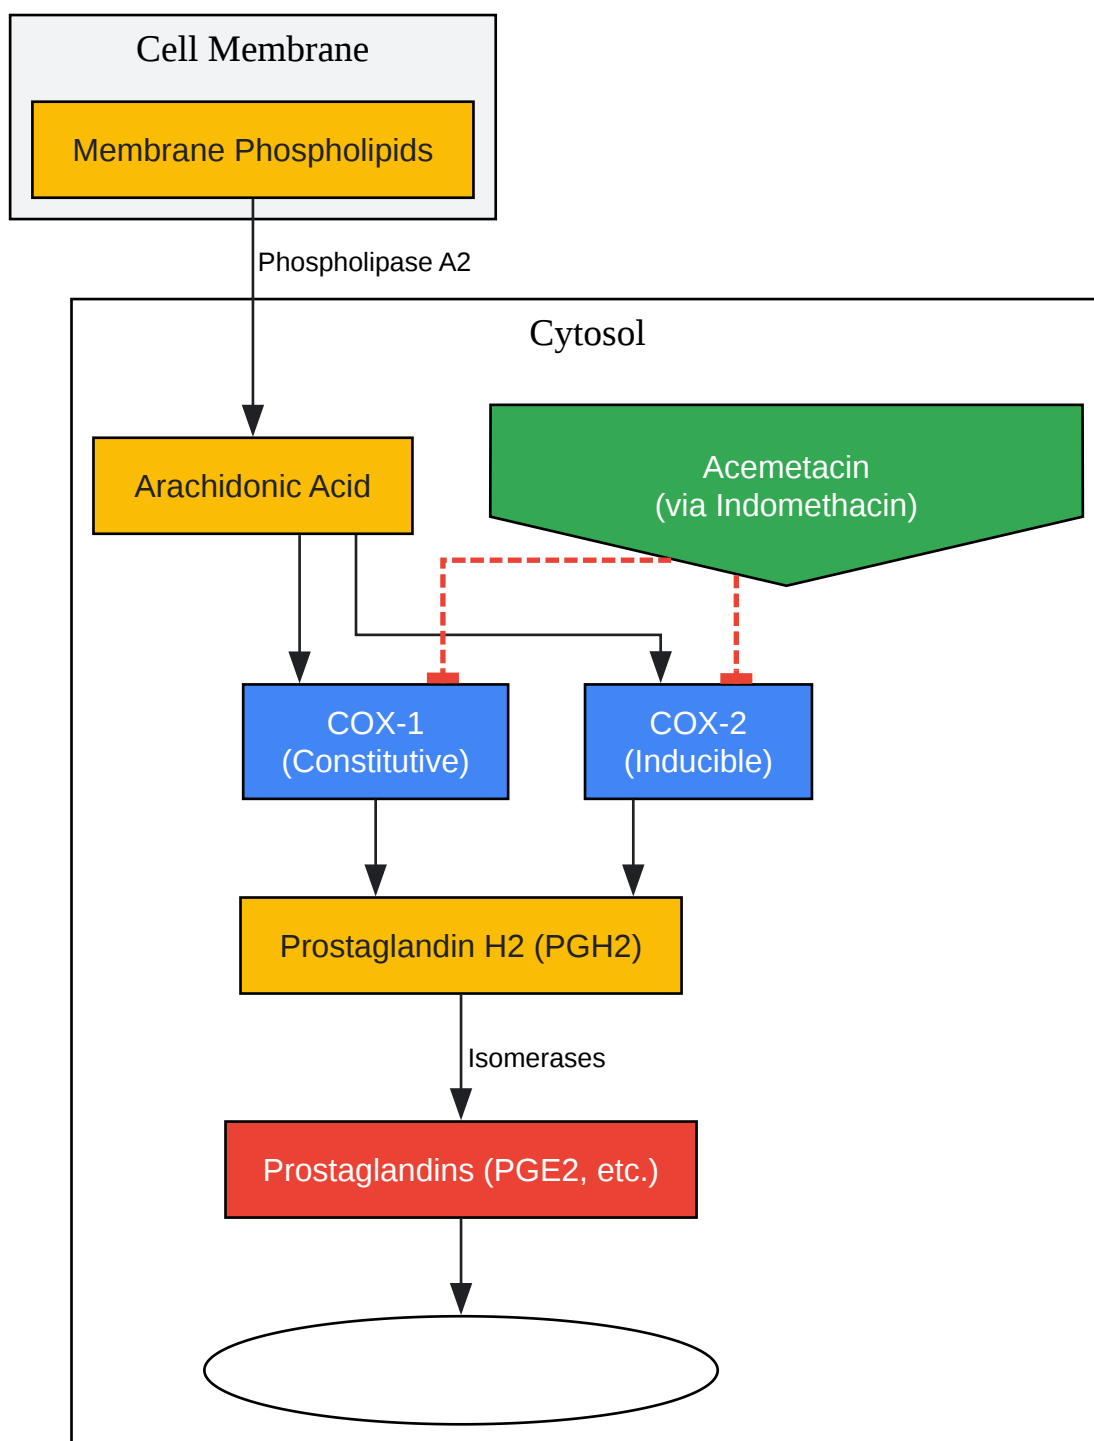 Cell Membrane
Membrane Phospholipids
Phospholipase A2
Cytosol
Arachidonic Acid
Acemetacin
(via Indomethacin)
COX-1
(Constitutive)
COX-2
(Inducible)
Prostaglandin H2 (PGH2)
Isomerases
Prostaglandins (PGE2, etc.)